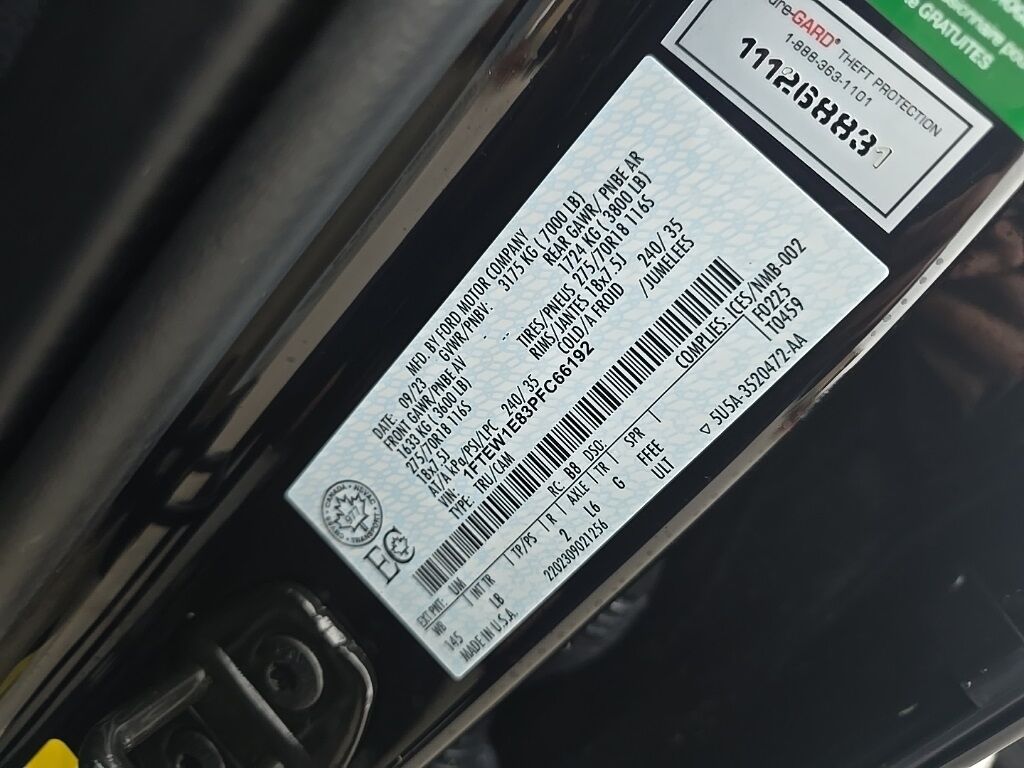 ure-GARD® THEFT PROTECTION
1-888-363-1101
11126883
GRATUITES
MFD. BY FORD MOTOR COMPANY
DATE: 09/23 GVWR/PNBV: 3175 KG ( 7000 LB)
FRONT GAWR/PNBE AV REAR GAWR/ PNBE AR
1633 KG ( 3600 LB) 1724 KG ( 3800 LB)
275/70R18 116S TIRES/PNEUS 275/70R18 116S
18x7.5J RIMS/JANTES 18x7.5J
AT/A kPa/PSI/LPC 240/ 35 COLD/A FROID 240/ 35
VIN: 1FTEW1E83PFC66192 /JUMELEES
TYPE: TRU/CAM
CANADA
TRANSPORT
EC
COMPLIES: ICES/NMB-002
EXT PNT: UM RC: 88 DSO: F0225
WB INT TR TP/PS R AXLE TR SPR T0459
145 LB 2 L6 G FFEE
MADE IN U.S.A. 2202309021256 ULT
▽ 5U5A-3520472-AA